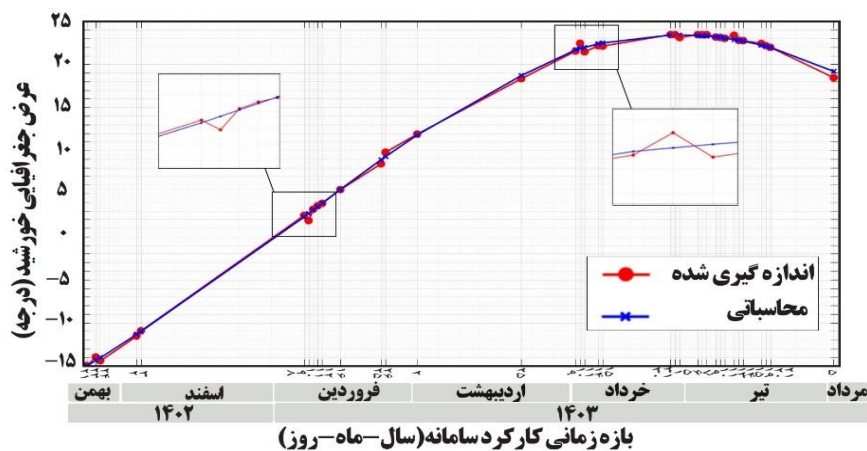 عرض جغرافیایی خورشید (درجه)
۲۵
۲۰
۱۵
۱۰
۵
۰
-۵
-۱۰
-۱۵
اندازه گیری شده
محاسباتی
بهمن اسفند فروردین اردیبهشت خرداد تیر مرداد
۱۴۰۲ ۱۴۰۳
بازه زمانی کارکرد سامانه(سال-ماه-روز)